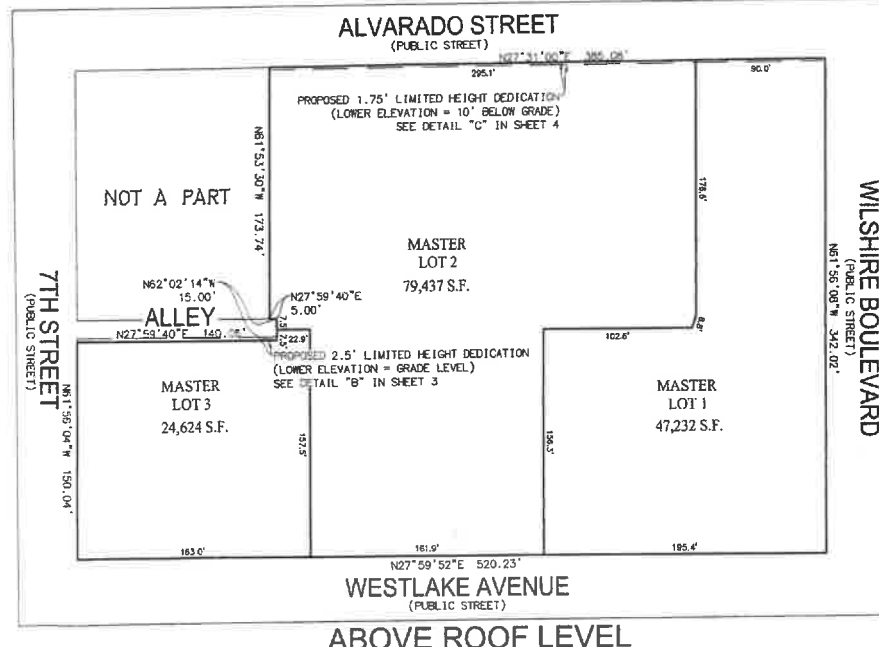 ALVARADO STREET
(PUBLIC STREET)
N27°31'00"E 385.08'
295.1'
90.0'
PROPOSED 1.75' LIMITED HEIGHT DEDICATION
(LOWER ELEVATION = 10' BELOW GRADE)
SEE DETAIL "C" IN SHEET 4
N61°53'30"W 173.74'
178.6'
NOT A PART
MASTER
LOT 2
79,437 S.F.
WILSHIRE BOULEVARD
(PUBLIC STREET)
N61°56'08"W 342.02'
N62°02'14"W
15.00'
N27°59'40"E
5.00'
7TH STREET
(PUBLIC STREET)
ALLEY
7.5'
7.5'
22.9'
8.8'
102.6'
N27°59'40"E
PROPOSED 2.5' LIMITED HEIGHT DEDICATION
(LOWER ELEVATION = GRADE LEVEL)
SEE DETAIL "B" IN SHEET 3
MASTER
LOT 3
24,624 S.F.
MASTER
LOT 1
47,232 S.F.
N61°56'04"W 150.04'
157.5'
156.3'
163.0'
161.9'
195.4'
N27°59'52"E 520.23'
WESTLAKE AVENUE
(PUBLIC STREET)
ABOVE ROOF LEVEL